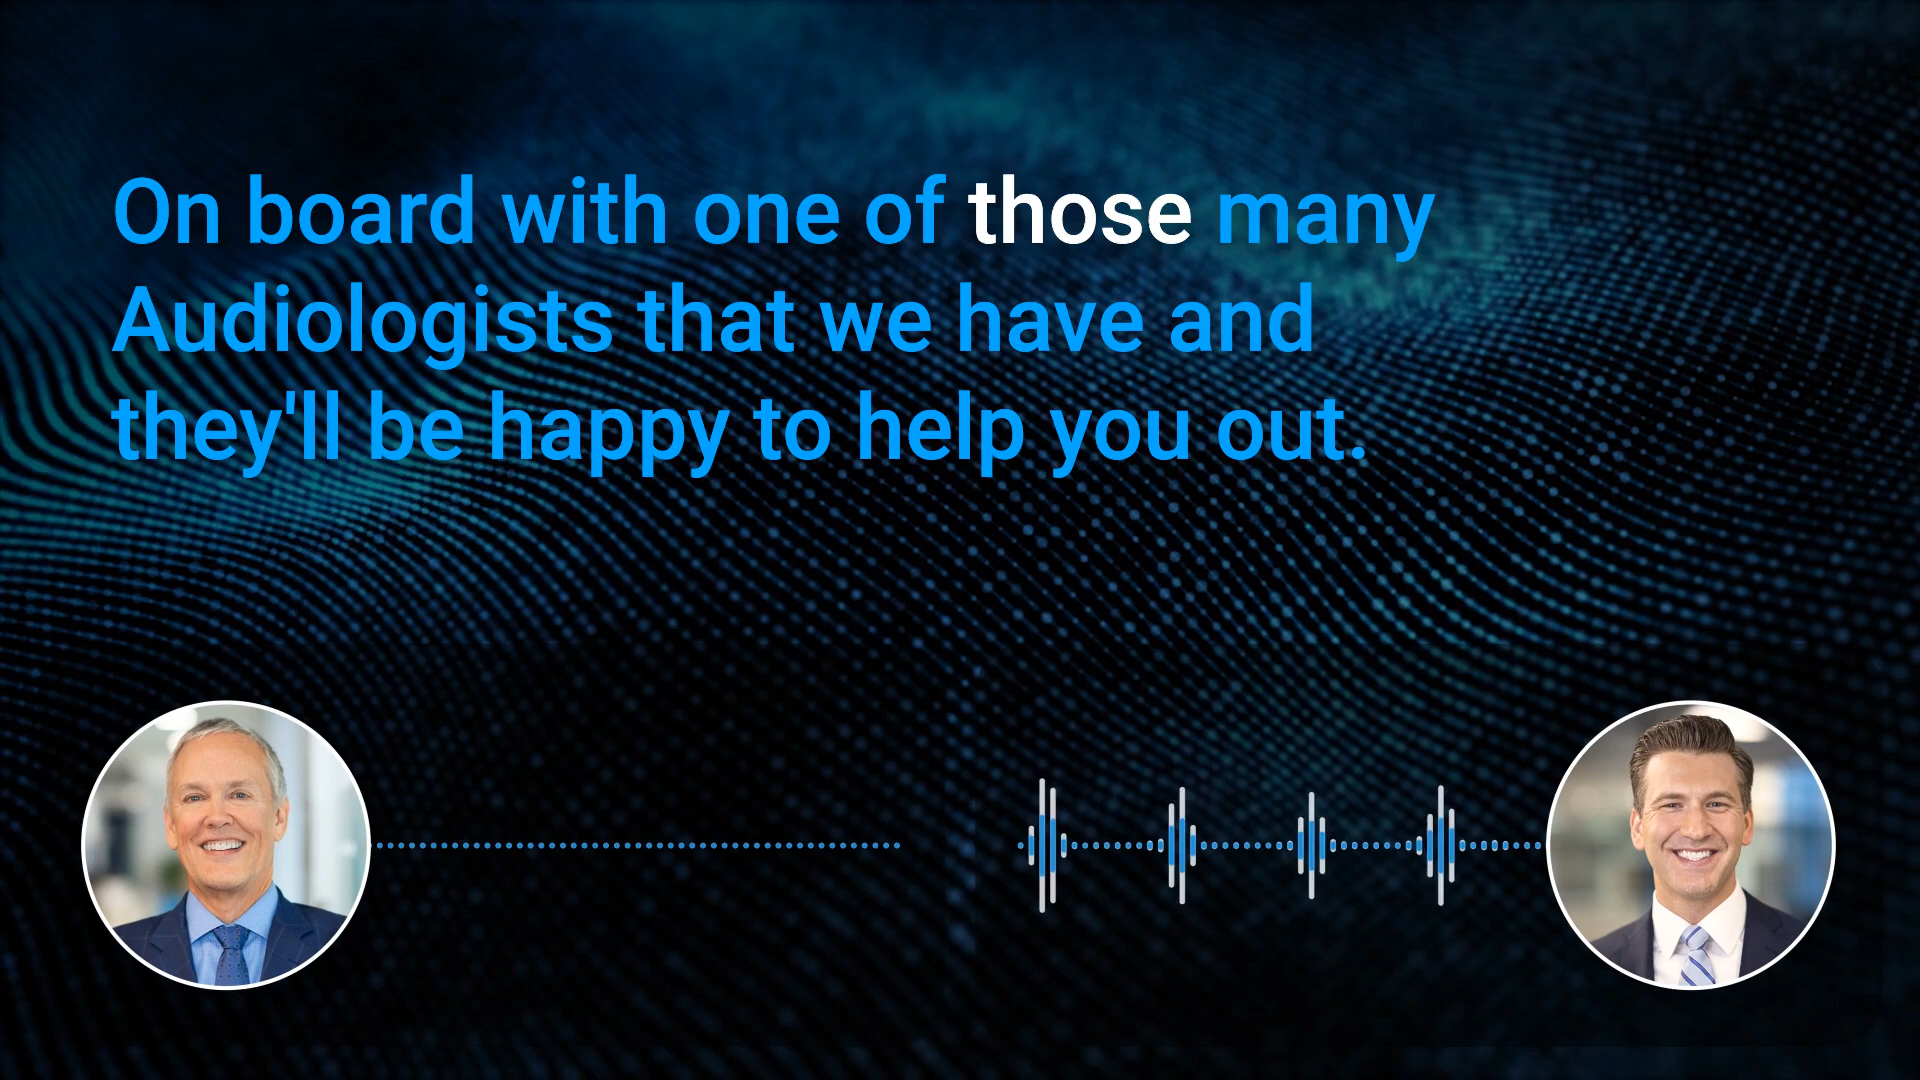 On board with one of those many
Audiologists that we have and
they'll be happy to help you out.